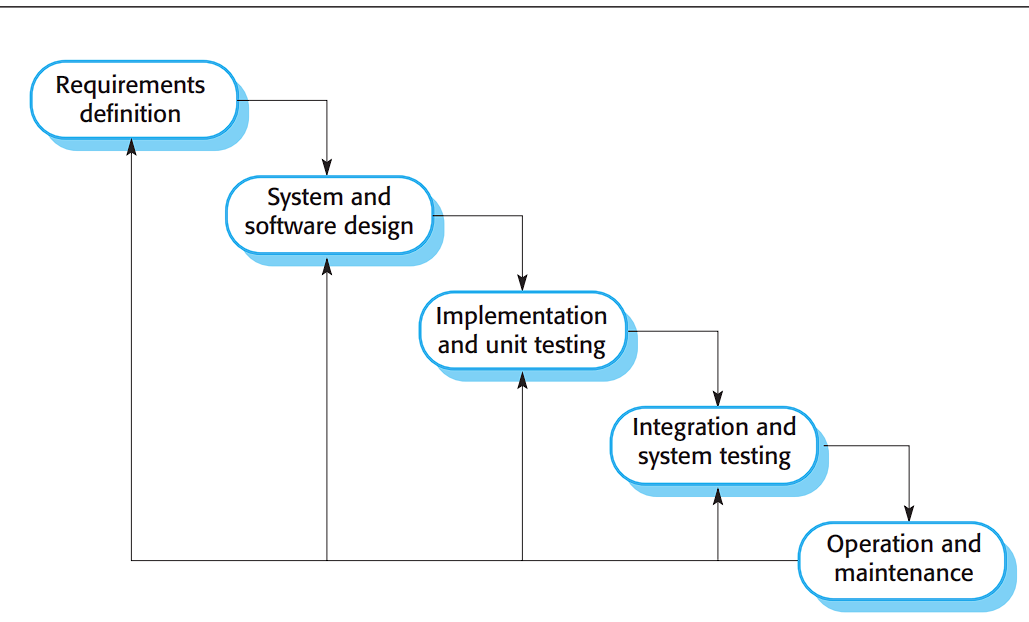 Requirements
definition
System and
software design
Implementation
and unit testing
Integration and
system testing
Operation and
maintenance